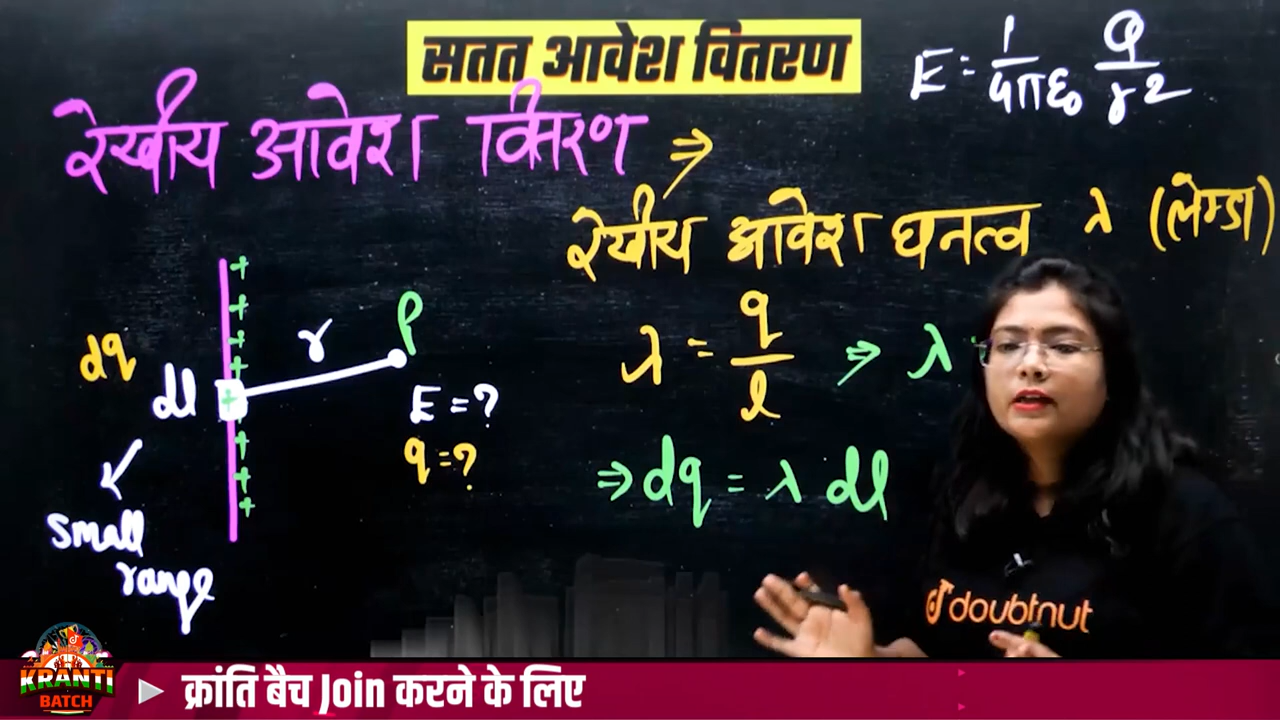 सतत आवेश वितरण
E = 1/4πε₀ Q/r²
रेखीय आवेश वितरण ⇒
रेखीय आवेश घनत्व λ (लेम्डा)
λ = q/l ⇒ λ
⇒ dq = λ dl
dq
dl
r
P
E = ?
q = ?
small
range
doubtnut
KRANTI
BATCH
क्रांति बैच Join करने के लिए